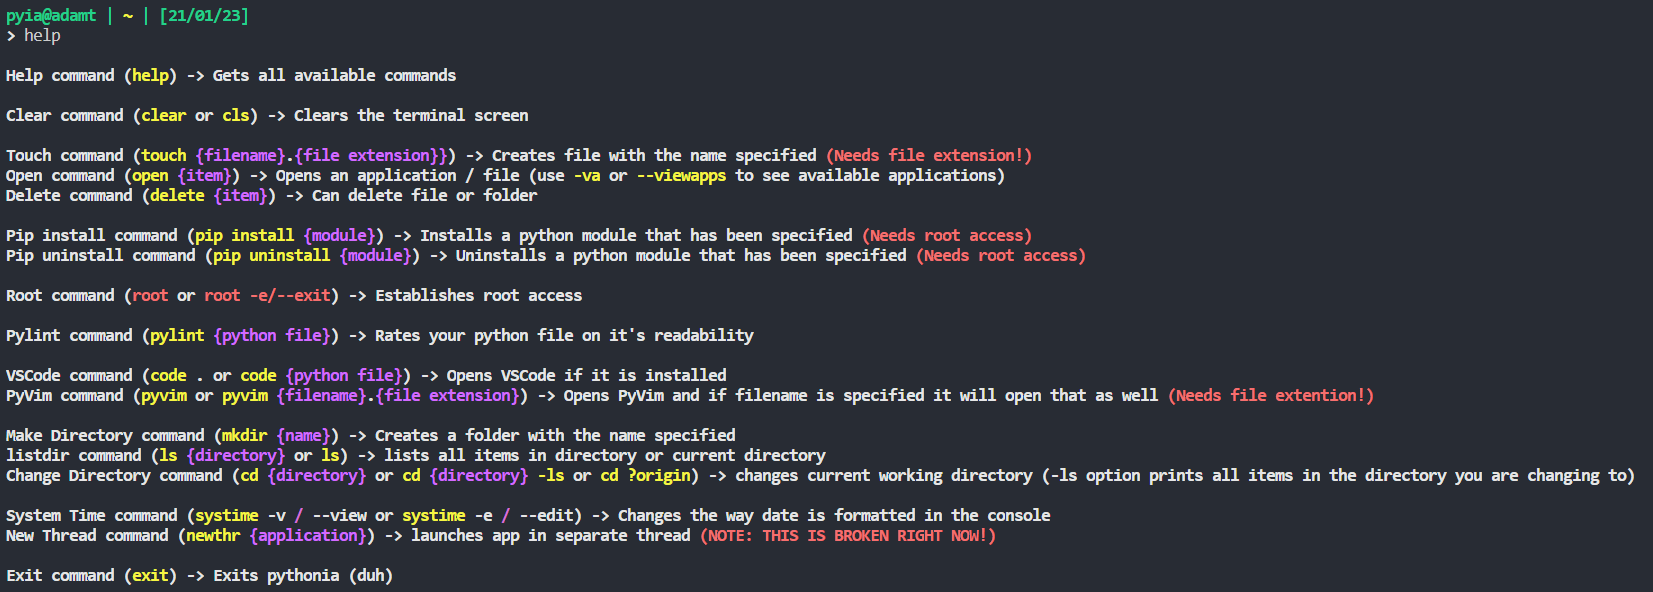 pyia@adamt | ~ | [21/01/23]
> help
Help command (help) -> Gets all available commands
Clear command (clear or cls) -> Clears the terminal screen
Touch command (touch {filename}.{file extension}}) -> Creates file with the name specified (Needs file extension!)
Open command (open {item}) -> Opens an application / file (use -va or --viewapps to see available applications)
Delete command (delete {item}) -> Can delete file or folder
Pip install command (pip install {module}) -> Installs a python module that has been specified (Needs root access)
Pip uninstall command (pip uninstall {module}) -> Uninstalls a python module that has been specified (Needs root access)
Root command (root or root -e/--exit) -> Establishes root access
Pylint command (pylint {python file}) -> Rates your python file on it's readability
VSCode command (code . or code {python file}) -> Opens VSCode if it is installed
PyVim command (pyvim or pyvim {filename}.{file extension}) -> Opens PyVim and if filename is specified it will open that as well (Needs file extention!)
Make Directory command (mkdir {name}) -> Creates a folder with the name specified
listdir command (ls {directory} or ls) -> lists all items in directory or current directory
Change Directory command (cd {directory} or cd {directory} -ls or cd ?origin) -> changes current working directory (-ls option prints all items in the directory you are changing to)
System Time command (systime -v / --view or systime -e / --edit) -> Changes the way date is formatted in the console
New Thread command (newthr {application}) -> launches app in separate thread (NOTE: THIS IS BROKEN RIGHT NOW!)
Exit command (exit) -> Exits pythonia (duh)